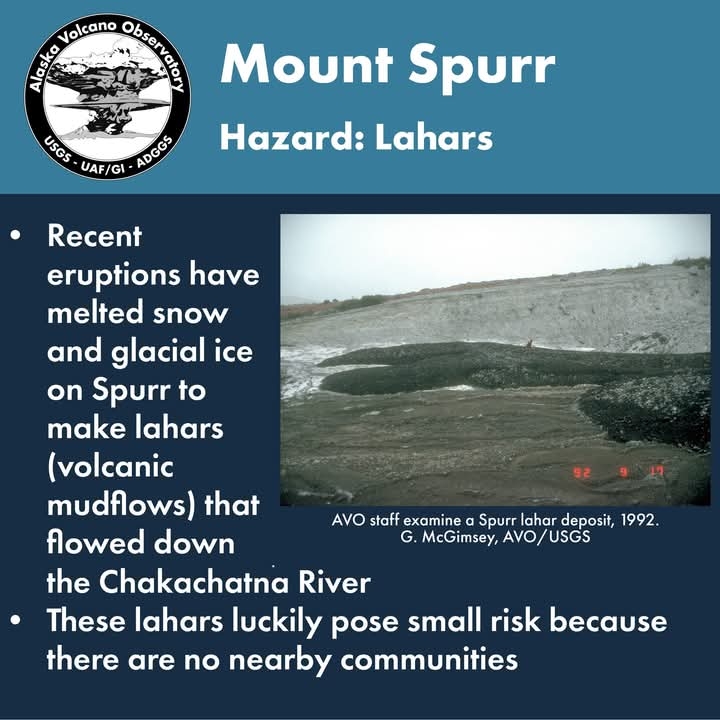 Alaska Volcano Observatory
USGS - UAF/GI - ADGGS
Mount Spurr
Hazard: Lahars
• Recent
eruptions have
melted snow
and glacial ice
on Spurr to
make lahars
(volcanic
mudflows) that
flowed down
the Chakachatna River
• These lahars luckily pose small risk because
there are no nearby communities
92 9 17
AVO staff examine a Spurr lahar deposit, 1992.
G. McGimsey, AVO/USGS